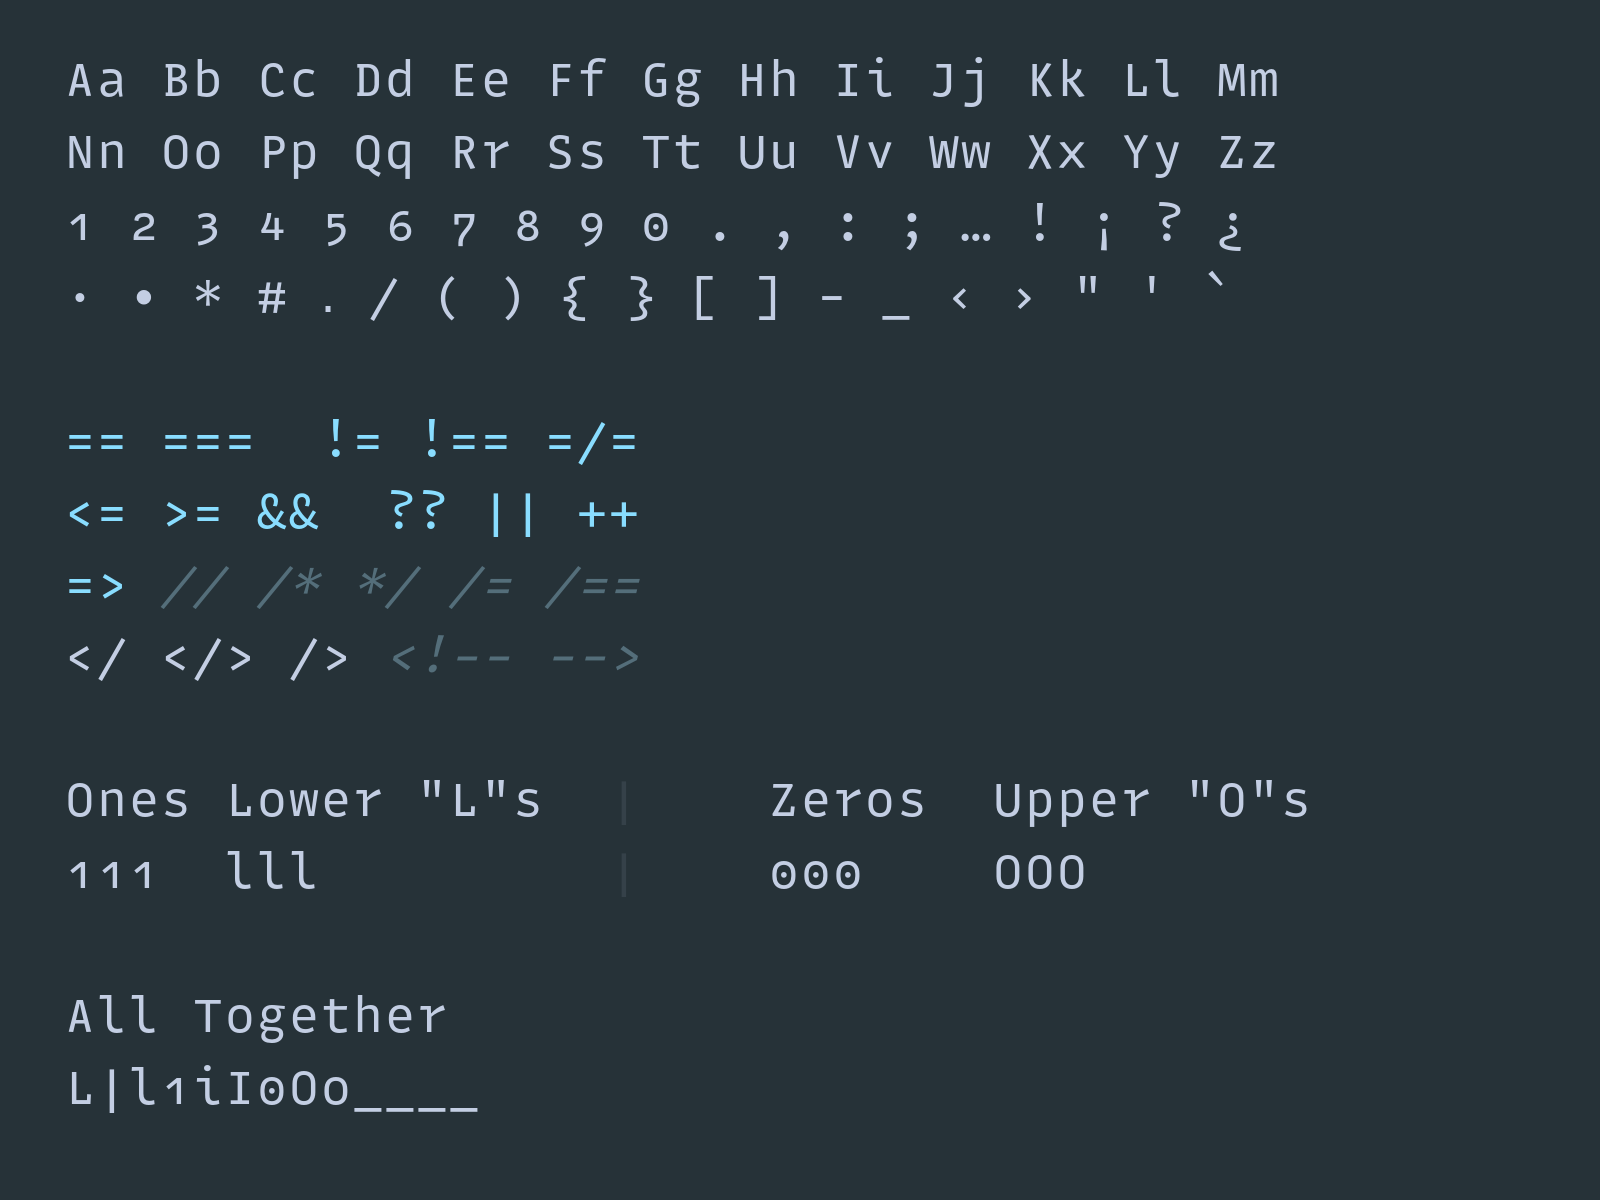 Aa Bb Cc Dd Ee Ff Gg Hh Ii Jj Kk Ll Mm
Nn Oo Pp Qq Rr Ss Tt Uu Vv Ww Xx Yy Zz
1 2 3 4 5 6 7 8 9 0 . , : ; … ! ¡ ? ¿
· • * # . / ( ) { } [ ] - _ ‹ › " ' `
== ===  != !== =/=
<= >= &&  ?? || ++
=> // /* */ /= /==
</ </> /> <!-- -->
Ones Lower "L"s  |    Zeros  Upper "O"s
111  lll         |    000    OOO
All Together
L|l1iI0Oo____